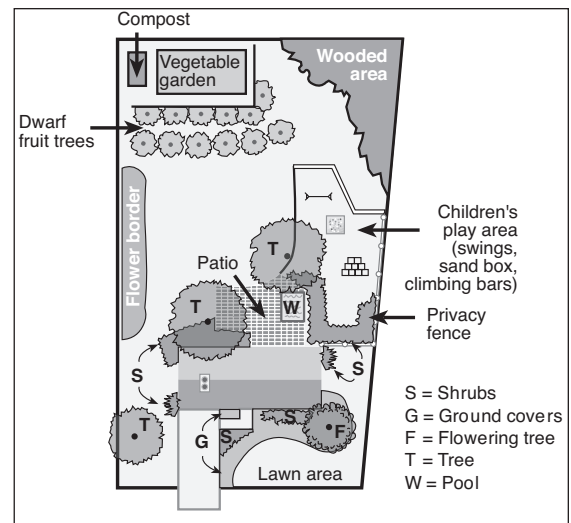 Compost
Vegetable
garden
Wooded
area
Dwarf
fruit trees
Flower border
Children's
play area
(swings,
sand box,
climbing bars)
T
Patio
W
T
Privacy
fence
S
S
S = Shrubs
G = Ground covers
F = Flowering tree
T = Tree
W = Pool
T
G
S
S
F
Lawn area